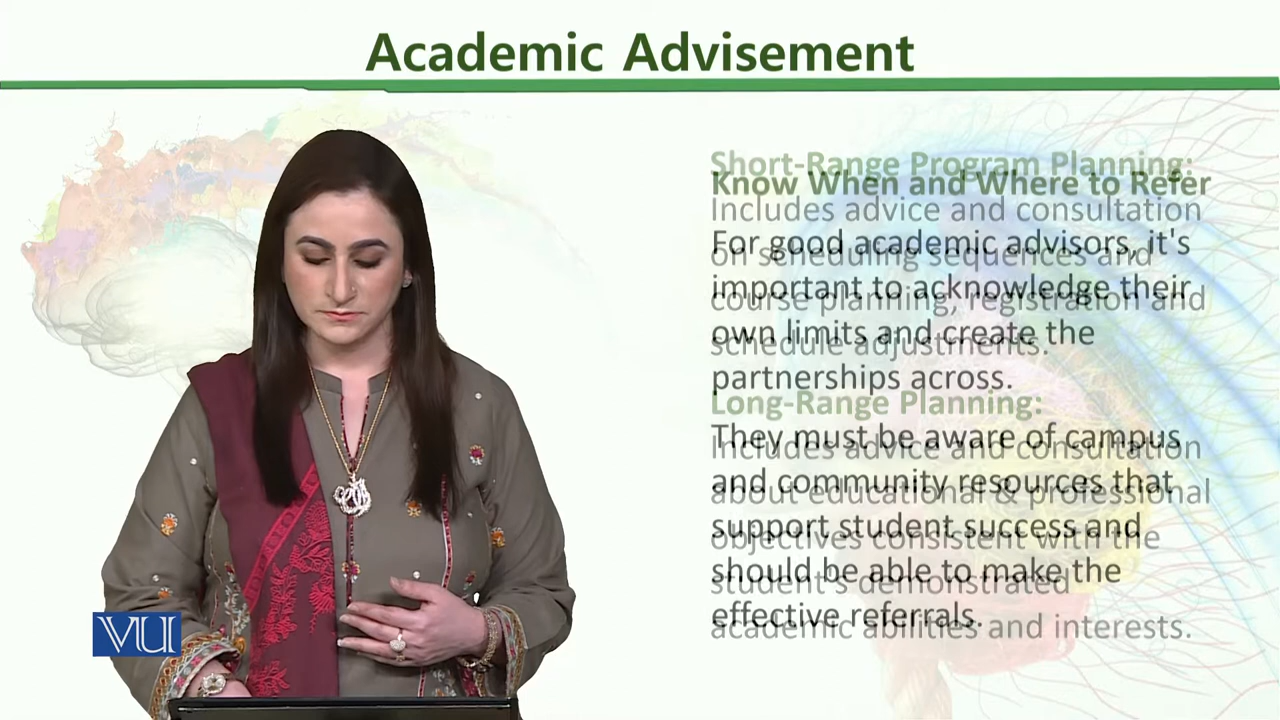 Academic Advisement
Short-Range Program Planning:
Includes advice and consultation
on scheduling sequences and
course planning, registration and
schedule adjustments.
Long-Range Planning:
Includes advice and consultation
about educational & professional
objectives consistent with the
student's demonstrated
academic abilities and interests.
Know When and Where to Refer
For good academic advisors, it's
important to acknowledge their
own limits and create the
partnerships across.
They must be aware of campus
and community resources that
support student success and
should be able to make the
effective referrals.
VU